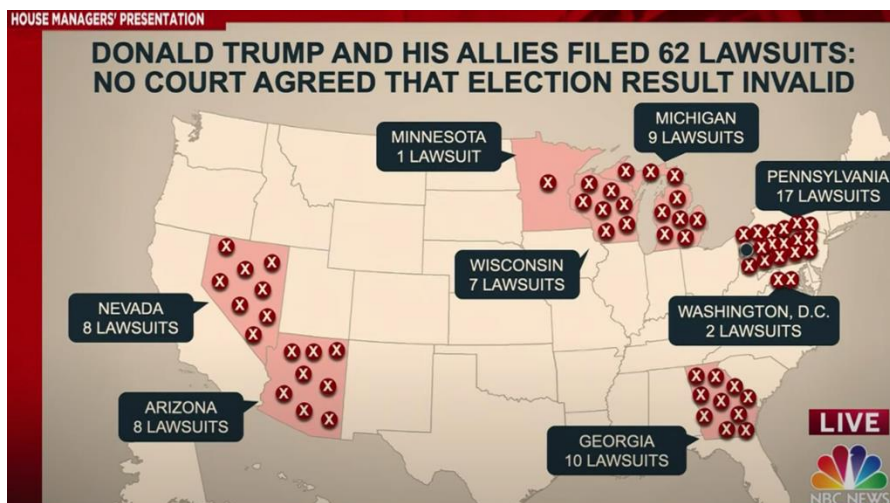 HOUSE MANAGERS' PRESENTATION
DONALD TRUMP AND HIS ALLIES FILED 62 LAWSUITS:
NO COURT AGREED THAT ELECTION RESULT INVALID
MINNESOTA
1 LAWSUIT
MICHIGAN
9 LAWSUITS
PENNSYLVANIA
17 LAWSUITS
WISCONSIN
7 LAWSUITS
NEVADA
8 LAWSUITS
WASHINGTON, D.C.
2 LAWSUITS
ARIZONA
8 LAWSUITS
GEORGIA
10 LAWSUITS
LIVE
NBC NEWS